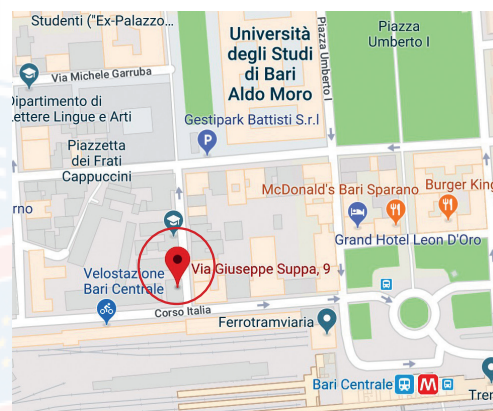 Studenti ("Ex-Palazzo...
Università
degli Studi
di Bari
Aldo Moro
Piazza
Umberto I
Piazza Umberto I
Via Michele Garruba
Dipartimento di
Lettere Lingue e Arti
Gestipark Battisti S.r.l
P
Piazzetta
dei Frati
Cappuccini
McDonald's Bari Sparano
Burger King
rno
Grand Hotel Leon D'Oro
Via Giuseppe Suppa, 9
Velostazione
Bari Centrale
Corso Italia
Ferrotramviaria
Bari Centrale
M
Tren